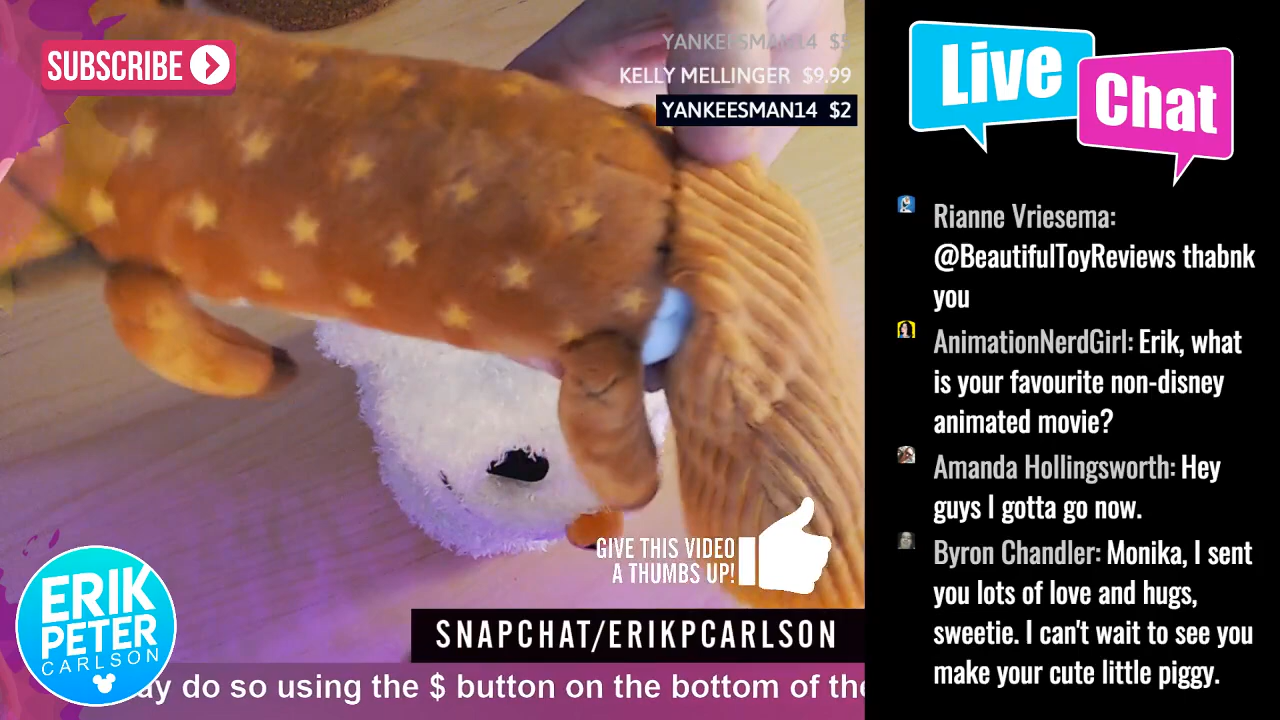 SUBSCRIBE
YANKEESMAN14 $5
KELLY MELLINGER $9.99
YANKEESMAN14 $2
Live
Chat
Rianne Vriesema:
@BeautifulToyReviews thabnk
you
AnimationNerdGirl: Erik, what
is your favourite non-disney
animated movie?
Amanda Hollingsworth: Hey
guys I gotta go now.
Byron Chandler: Monika, I sent
you lots of love and hugs,
sweetie. I can't wait to see you
make your cute little piggy.
GIVE THIS VIDEO
A THUMBS UP!
SNAPCHAT/ERIKPCARLSON
ERIK
PETER
CARLSON
do so using the $ button on the bottom of the